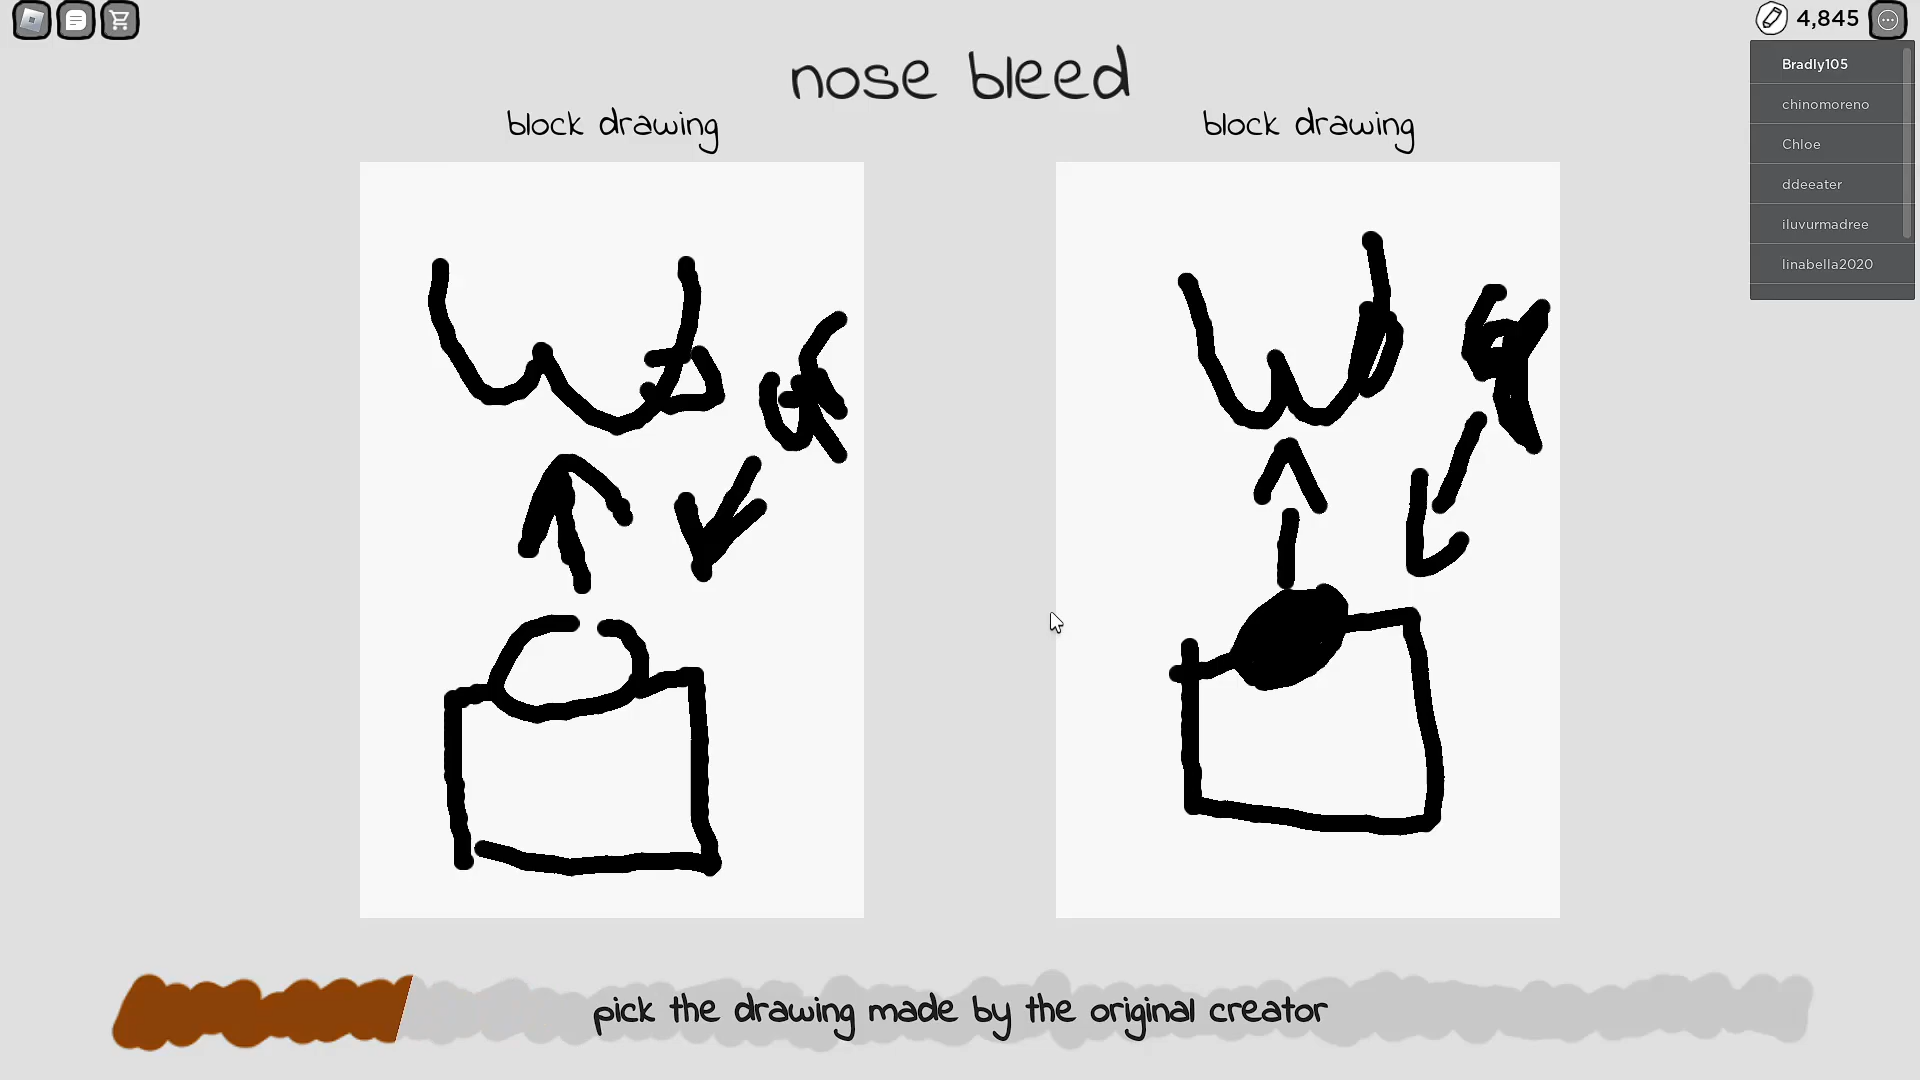 4,845
nose bleed
block drawing
block drawing
Bradly105
chinomoreno
Chloe
ddeeater
iluvurmadree
linabella2020
pick the drawing made by the original creator